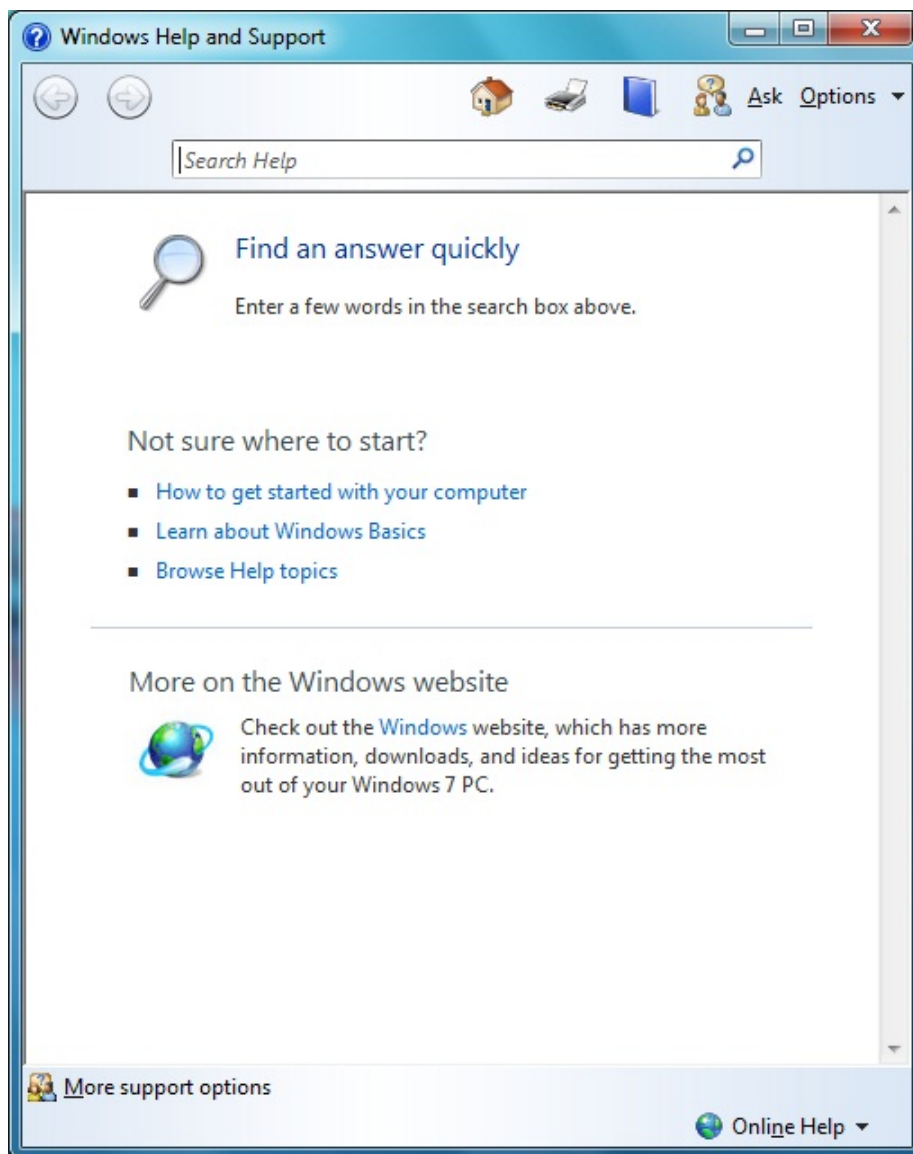 Windows Help and Support
Ask Options
Search Help
Find an answer quickly
Enter a few words in the search box above.
Not sure where to start?
How to get started with your computer
Learn about Windows Basics
Browse Help topics
More on the Windows website
Check out the Windows website, which has more
information, downloads, and ideas for getting the most
out of your Windows 7 PC.
More support options
Online Help